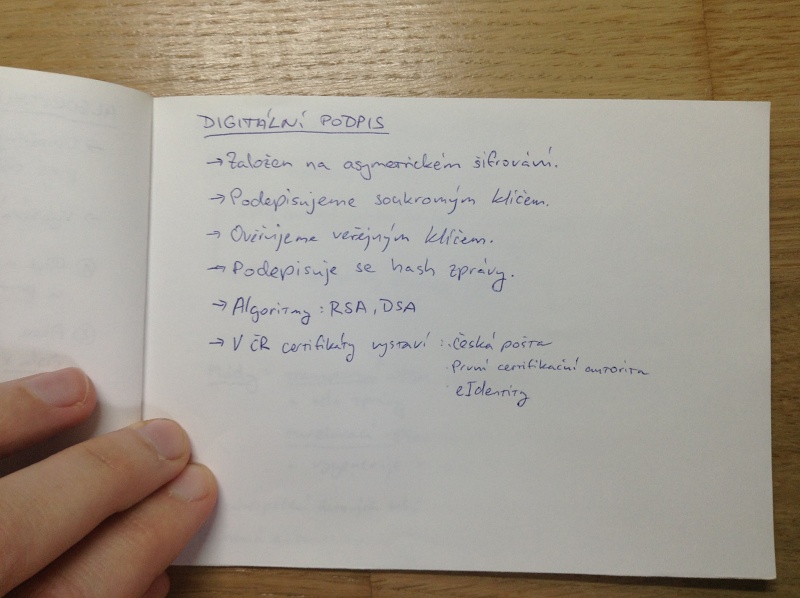 DIGITÁLNÍ PODPIS
→ Založen na asymetrickém šifrování.
→ Podepisujeme soukromým klíčem.
→ Ověřujeme veřejným klíčem.
→ Podepisuje se hash zprávy.
→ Algoritmy: RSA, DSA
→ V ČR certifikáty vystaví: · Česká pošta
· První certifikační autorita
· eIdentity